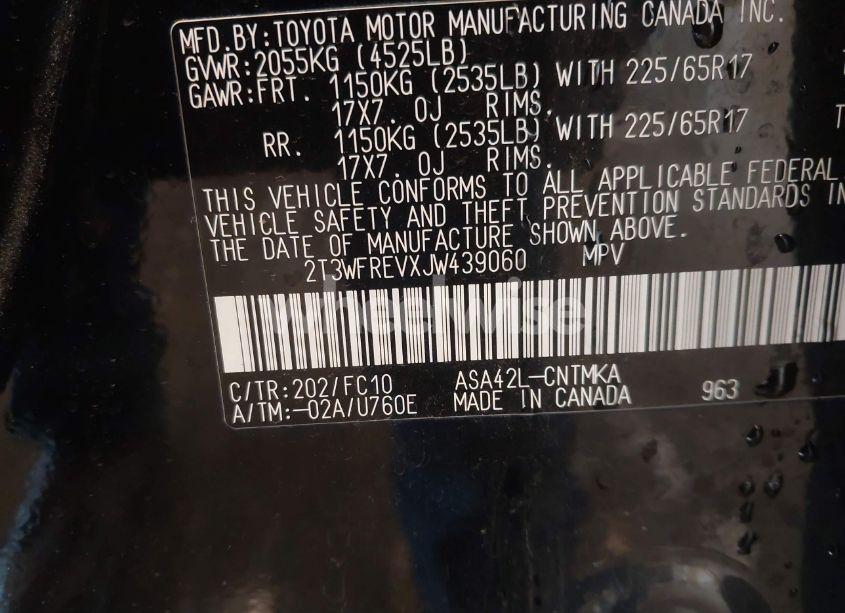 MFD.BY:TOYOTA MOTOR MANUFACTURING CANADA INC.
GVWR:2055KG (4525LB)
GAWR:FRT. 1150KG (2535LB) WITH 225/65R17
17X7. OJ RIMS.
RR. 1150KG (2535LB) WITH 225/65R17
17X7. OJ RIMS.
THIS VEHICLE CONFORMS TO ALL APPLICABLE FEDERAL
VEHICLE SAFETY AND THEFT PREVENTION STANDARDS IN
THE DATE OF MANUFACTURE SHOWN ABOVE.
2T3WFREVXJW439060 MPV
wheelwise
C/TR:202/FC10 ASA42L-CNTMKA 963
A/TM:-02A/U760E MADE IN CANADA